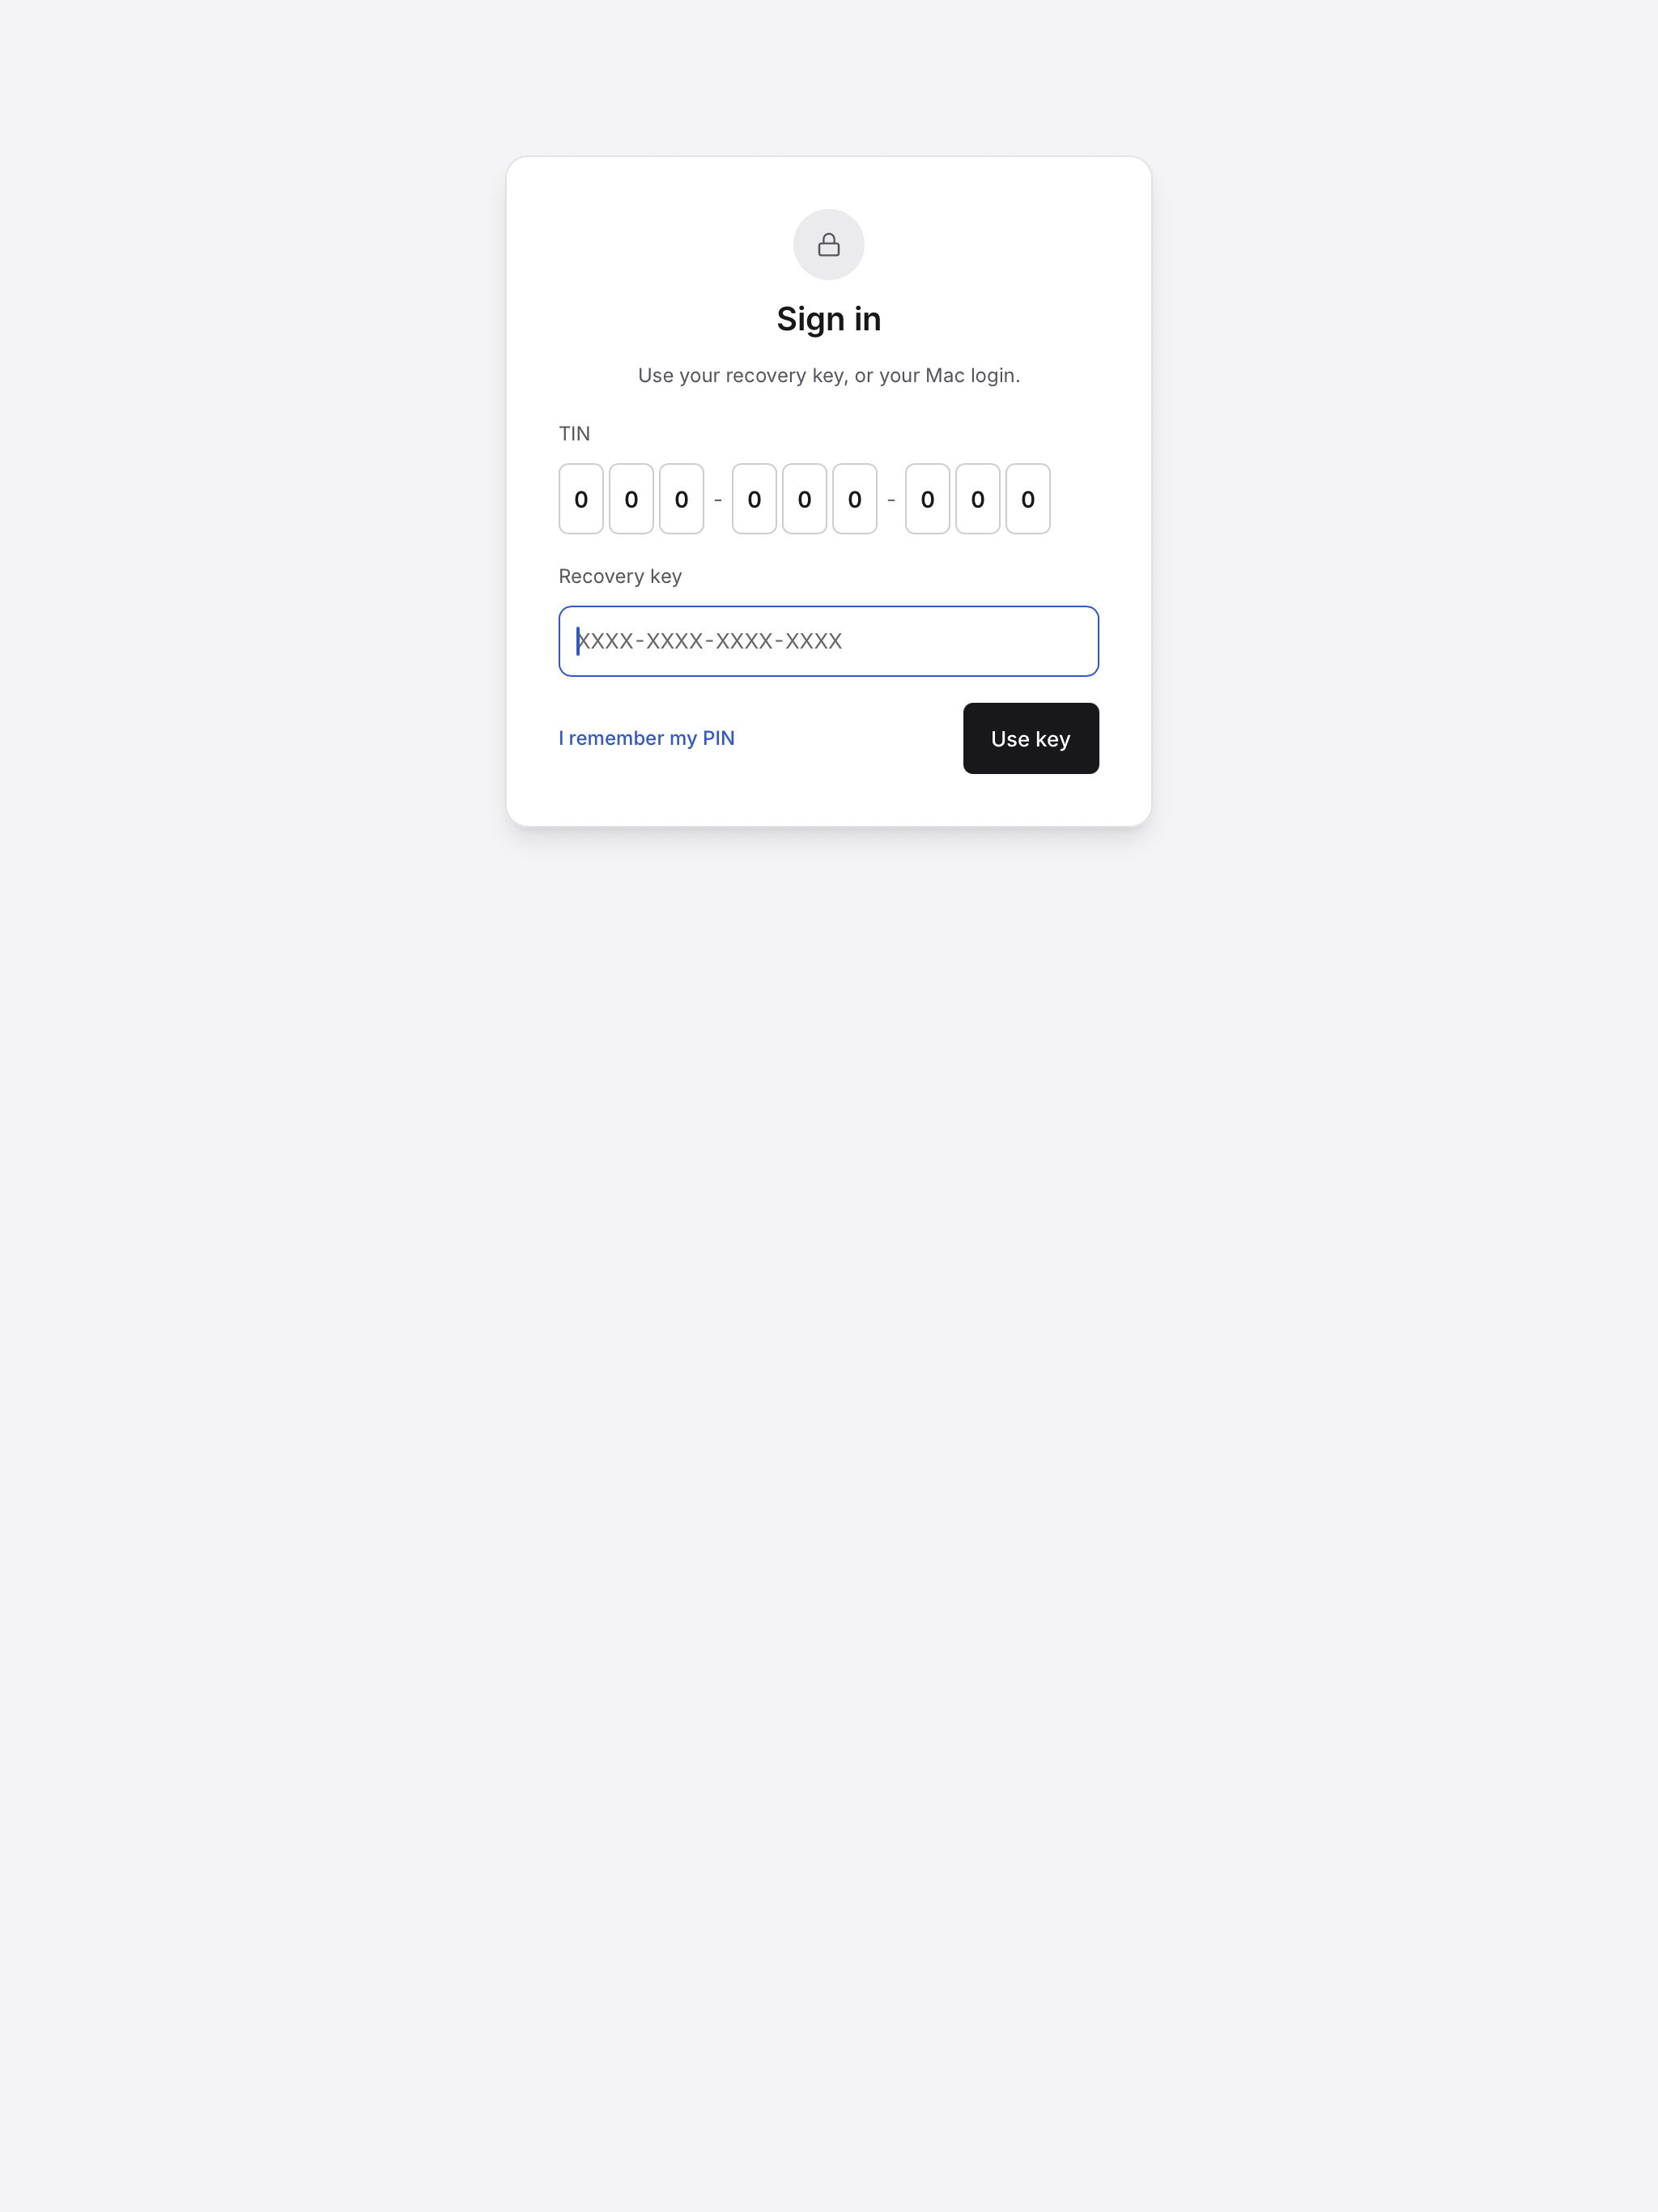 Sign in
Use your recovery key, or your Mac login.
TIN
0 0 0 - 0 0 0 - 0 0 0
Recovery key
XXXX-XXXX-XXXX-XXXX
I remember my PIN
Use key